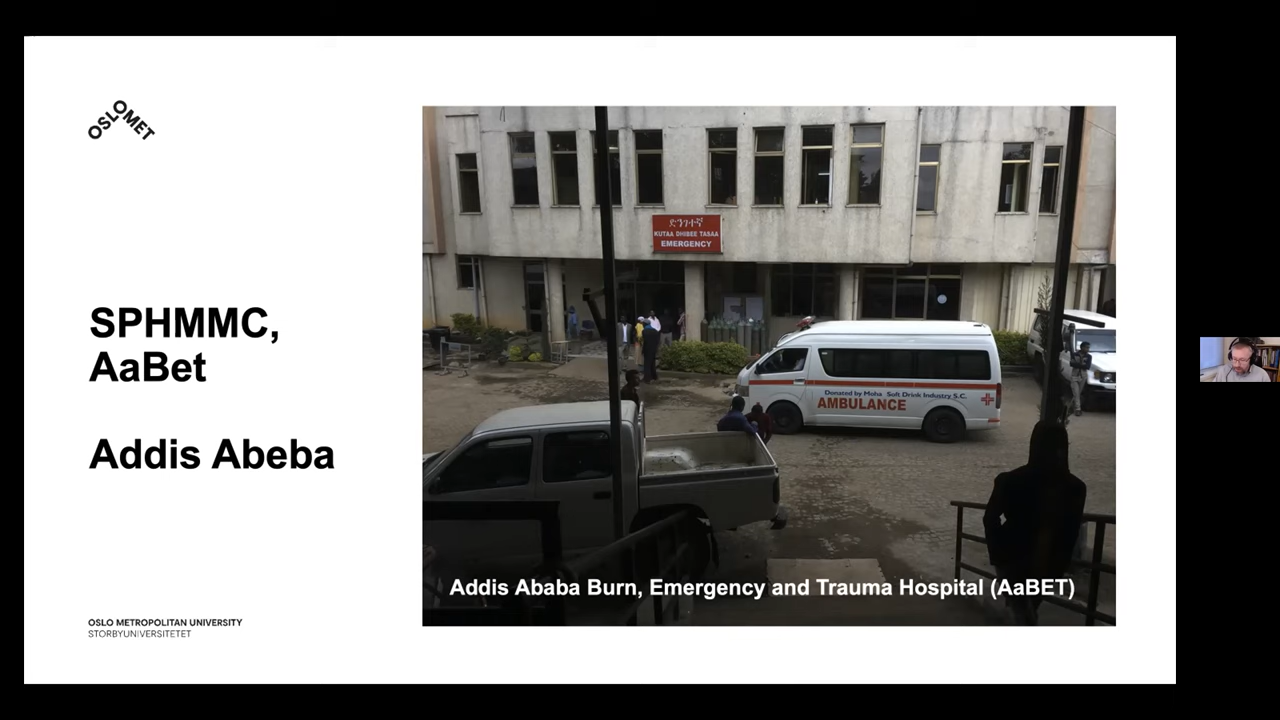 OSLOMET
SPHMMC,
AaBet
Addis Abeba
ድንገተኛ
KUTAA DHIBEE TASAA
EMERGENCY
Donated by Moha Soft Drink Industry S.C.
AMBULANCE
Addis Ababa Burn, Emergency and Trauma Hospital (AaBET)
OSLO METROPOLITAN UNIVERSITY
STORBYUNIVERSITETET